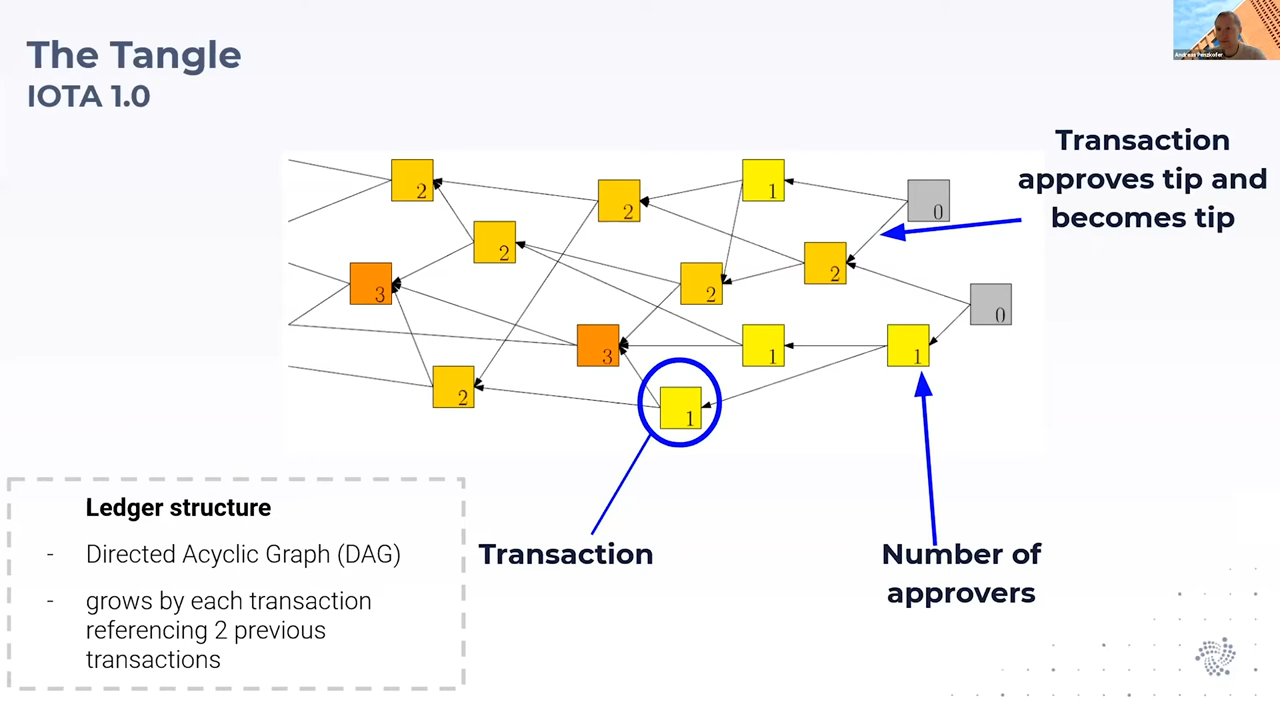 The Tangle
IOTA 1.0
Andreas Penzkofer
Transaction
approves tip and
becomes tip
2
2
1
0
2
3
2
2
0
3
1
1
2
1
Ledger structure
- Directed Acyclic Graph (DAG)
- grows by each transaction
referencing 2 previous
transactions
Transaction
Number of
approvers